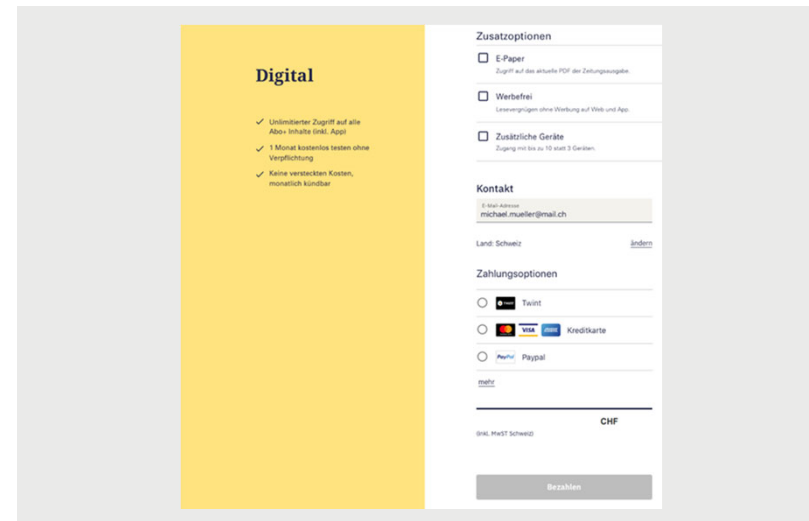 Digital
Unlimitierter Zugriff auf alle
Abo+ Inhalte (inkl. App)
1 Monat kostenlos testen ohne
Verpflichtung
Keine versteckten Kosten,
monatlich kündbar
Zusatzoptionen
E-Paper
Zugriff auf das aktuelle PDF der Zeitungsausgabe.
Werbefrei
Lesevergnügen ohne Werbung auf Web und App.
Zusätzliche Geräte
Zugang mit bis zu 10 statt 3 Geräten.
Kontakt
E-Mail-Adresse
michael.mueller@mail.ch
Land: Schweiz ändern
Zahlungsoptionen
Twint
VISA Kreditkarte
PayPal Paypal
mehr
CHF
(inkl. MwST Schweiz)
Bezahlen